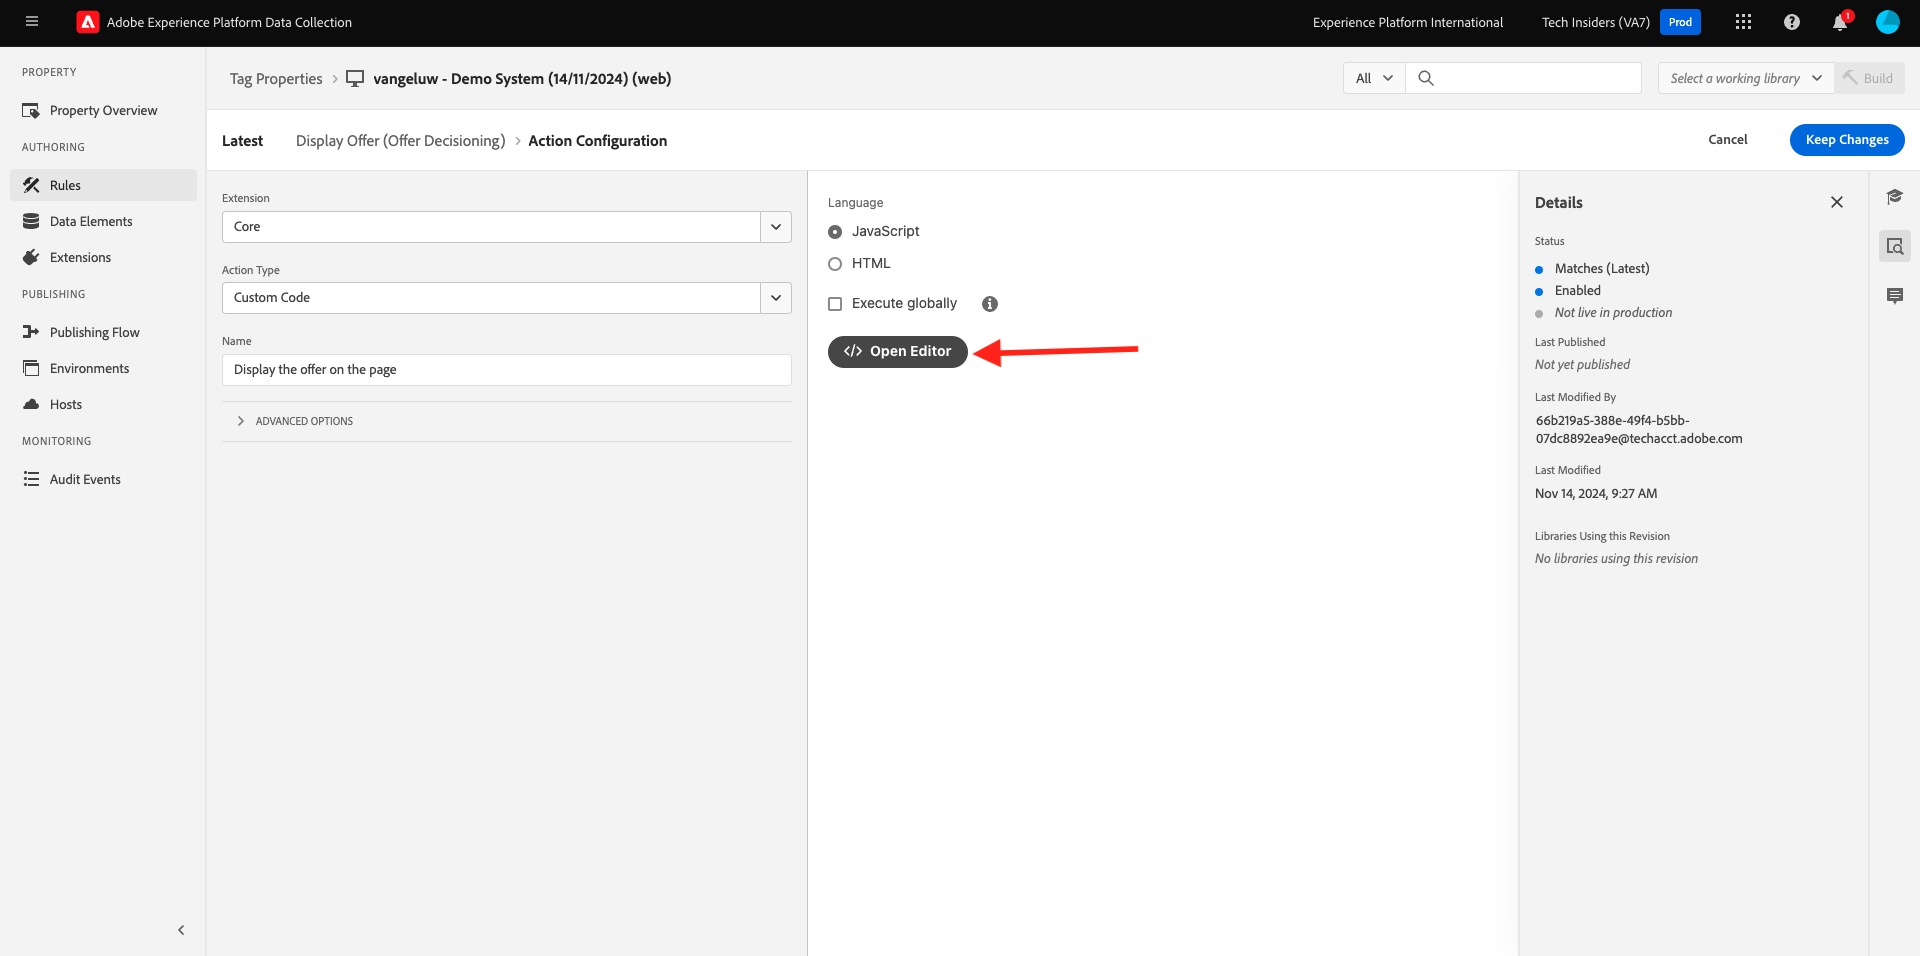 Adobe Experience Platform Data Collection
Experience Platform International
Tech Insiders (VA7)
Prod
1
PROPERTY
Property Overview
AUTHORING
Rules
Data Elements
Extensions
PUBLISHING
Publishing Flow
Environments
Hosts
MONITORING
Audit Events
Tag Properties
vangeluw - Demo System (14/11/2024) (web)
All
Select a working library
Build
Latest
Display Offer (Offer Decisioning)
Action Configuration
Cancel
Keep Changes
Extension
Core
Action Type
Custom Code
Name
Display the offer on the page
ADVANCED OPTIONS
Language
JavaScript
HTML
Execute globally
</> Open Editor
Details
Status
Matches (Latest)
Enabled
Not live in production
Last Published
Not yet published
Last Modified By
66b219a5-388e-49f4-b5bb-
07dc8892ea9e@techacct.adobe.com
Last Modified
Nov 14, 2024, 9:27 AM
Libraries Using this Revision
No libraries using this revision